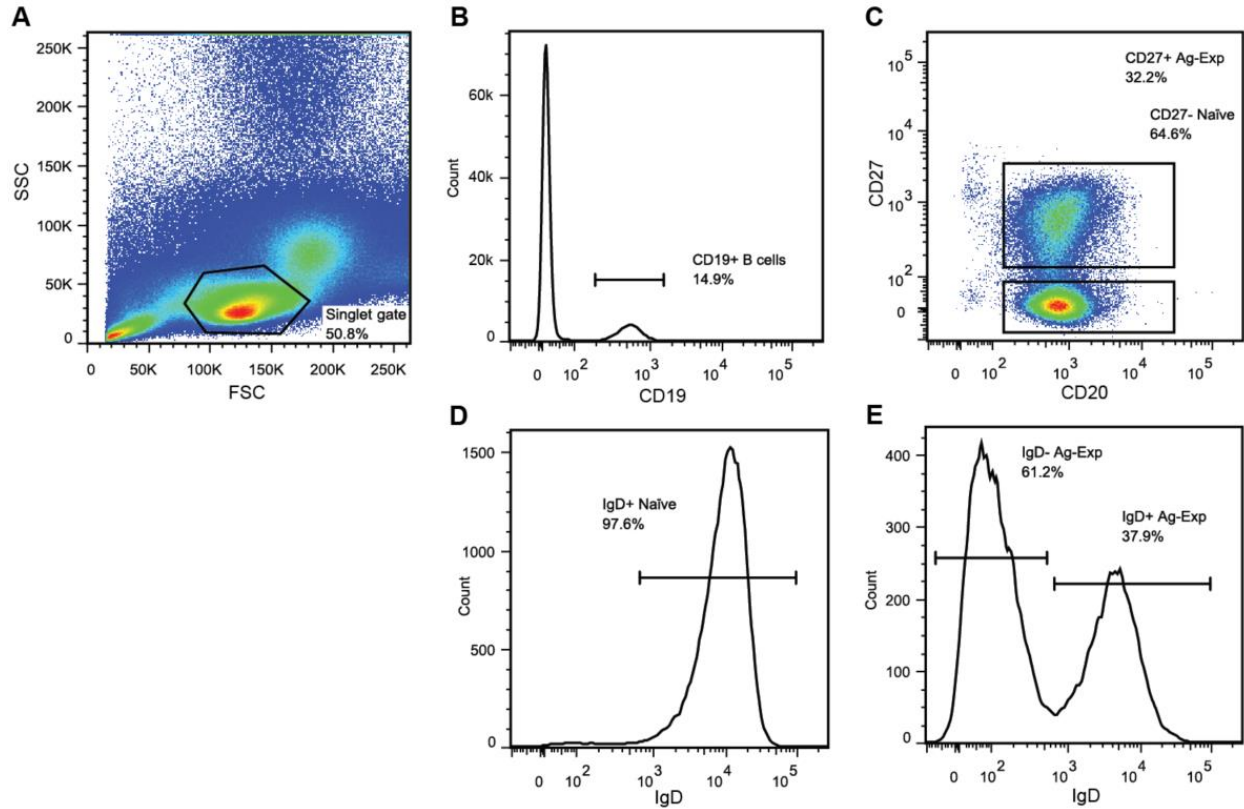 A
250K
200K
150K
100K
50K
0
SSC
Singlet gate
50.8%
0 50K 100K 150K 200K 250K
FSC
B
60k
40k
20k
0
Count
CD19+ B cells
14.9%
0 10^2 10^3 10^4 10^5
CD19
C
10^5
10^4
10^3
10^2
0
CD27
CD27+ Ag-Exp
32.2%
CD27- Naïve
64.6%
0 10^2 10^3 10^4 10^5
CD20
D
1500
1000
500
0
Count
IgD+ Naïve
97.6%
0 10^2 10^3 10^4 10^5
IgD
E
400
300
200
100
0
Count
IgD- Ag-Exp
61.2%
IgD+ Ag-Exp
37.9%
0 10^2 10^3 10^4 10^5
IgD